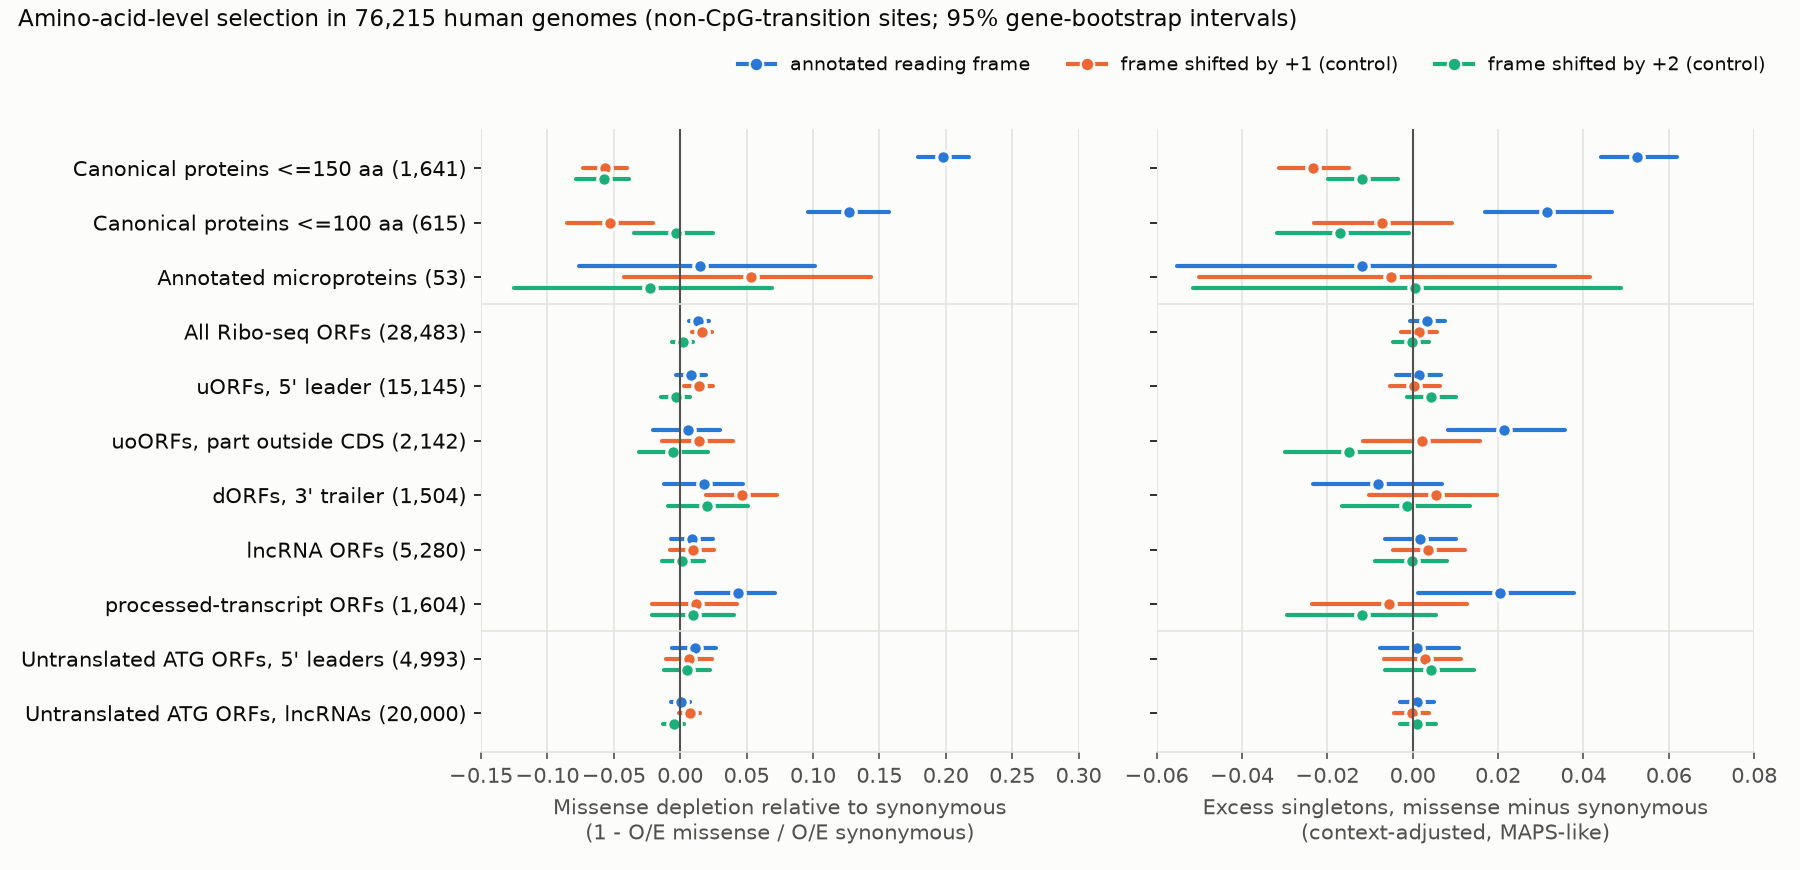 Amino-acid-level selection in 76,215 human genomes (non-CpG-transition sites; 95% gene-bootstrap intervals)
annotated reading frame
frame shifted by +1 (control)
frame shifted by +2 (control)
Canonical proteins <=150 aa (1,641)
Canonical proteins <=100 aa (615)
Annotated microproteins (53)
All Ribo-seq ORFs (28,483)
uORFs, 5' leader (15,145)
uoORFs, part outside CDS (2,142)
dORFs, 3' trailer (1,504)
lncRNA ORFs (5,280)
processed-transcript ORFs (1,604)
Untranslated ATG ORFs, 5' leaders (4,993)
Untranslated ATG ORFs, lncRNAs (20,000)
−0.15 −0.10 −0.05 0.00 0.05 0.10 0.15 0.20 0.25 0.30
Missense depletion relative to synonymous
(1 - O/E missense / O/E synonymous)
−0.06 −0.04 −0.02 0.00 0.02 0.04 0.06 0.08
Excess singletons, missense minus synonymous
(context-adjusted, MAPS-like)